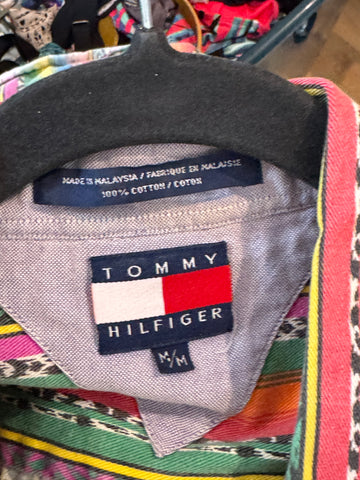 MADE IN MALAYSIA / FABRIQUE EN MALAISIE
100% COTTON / COTON
TOMMY
HILFIGER
M/M